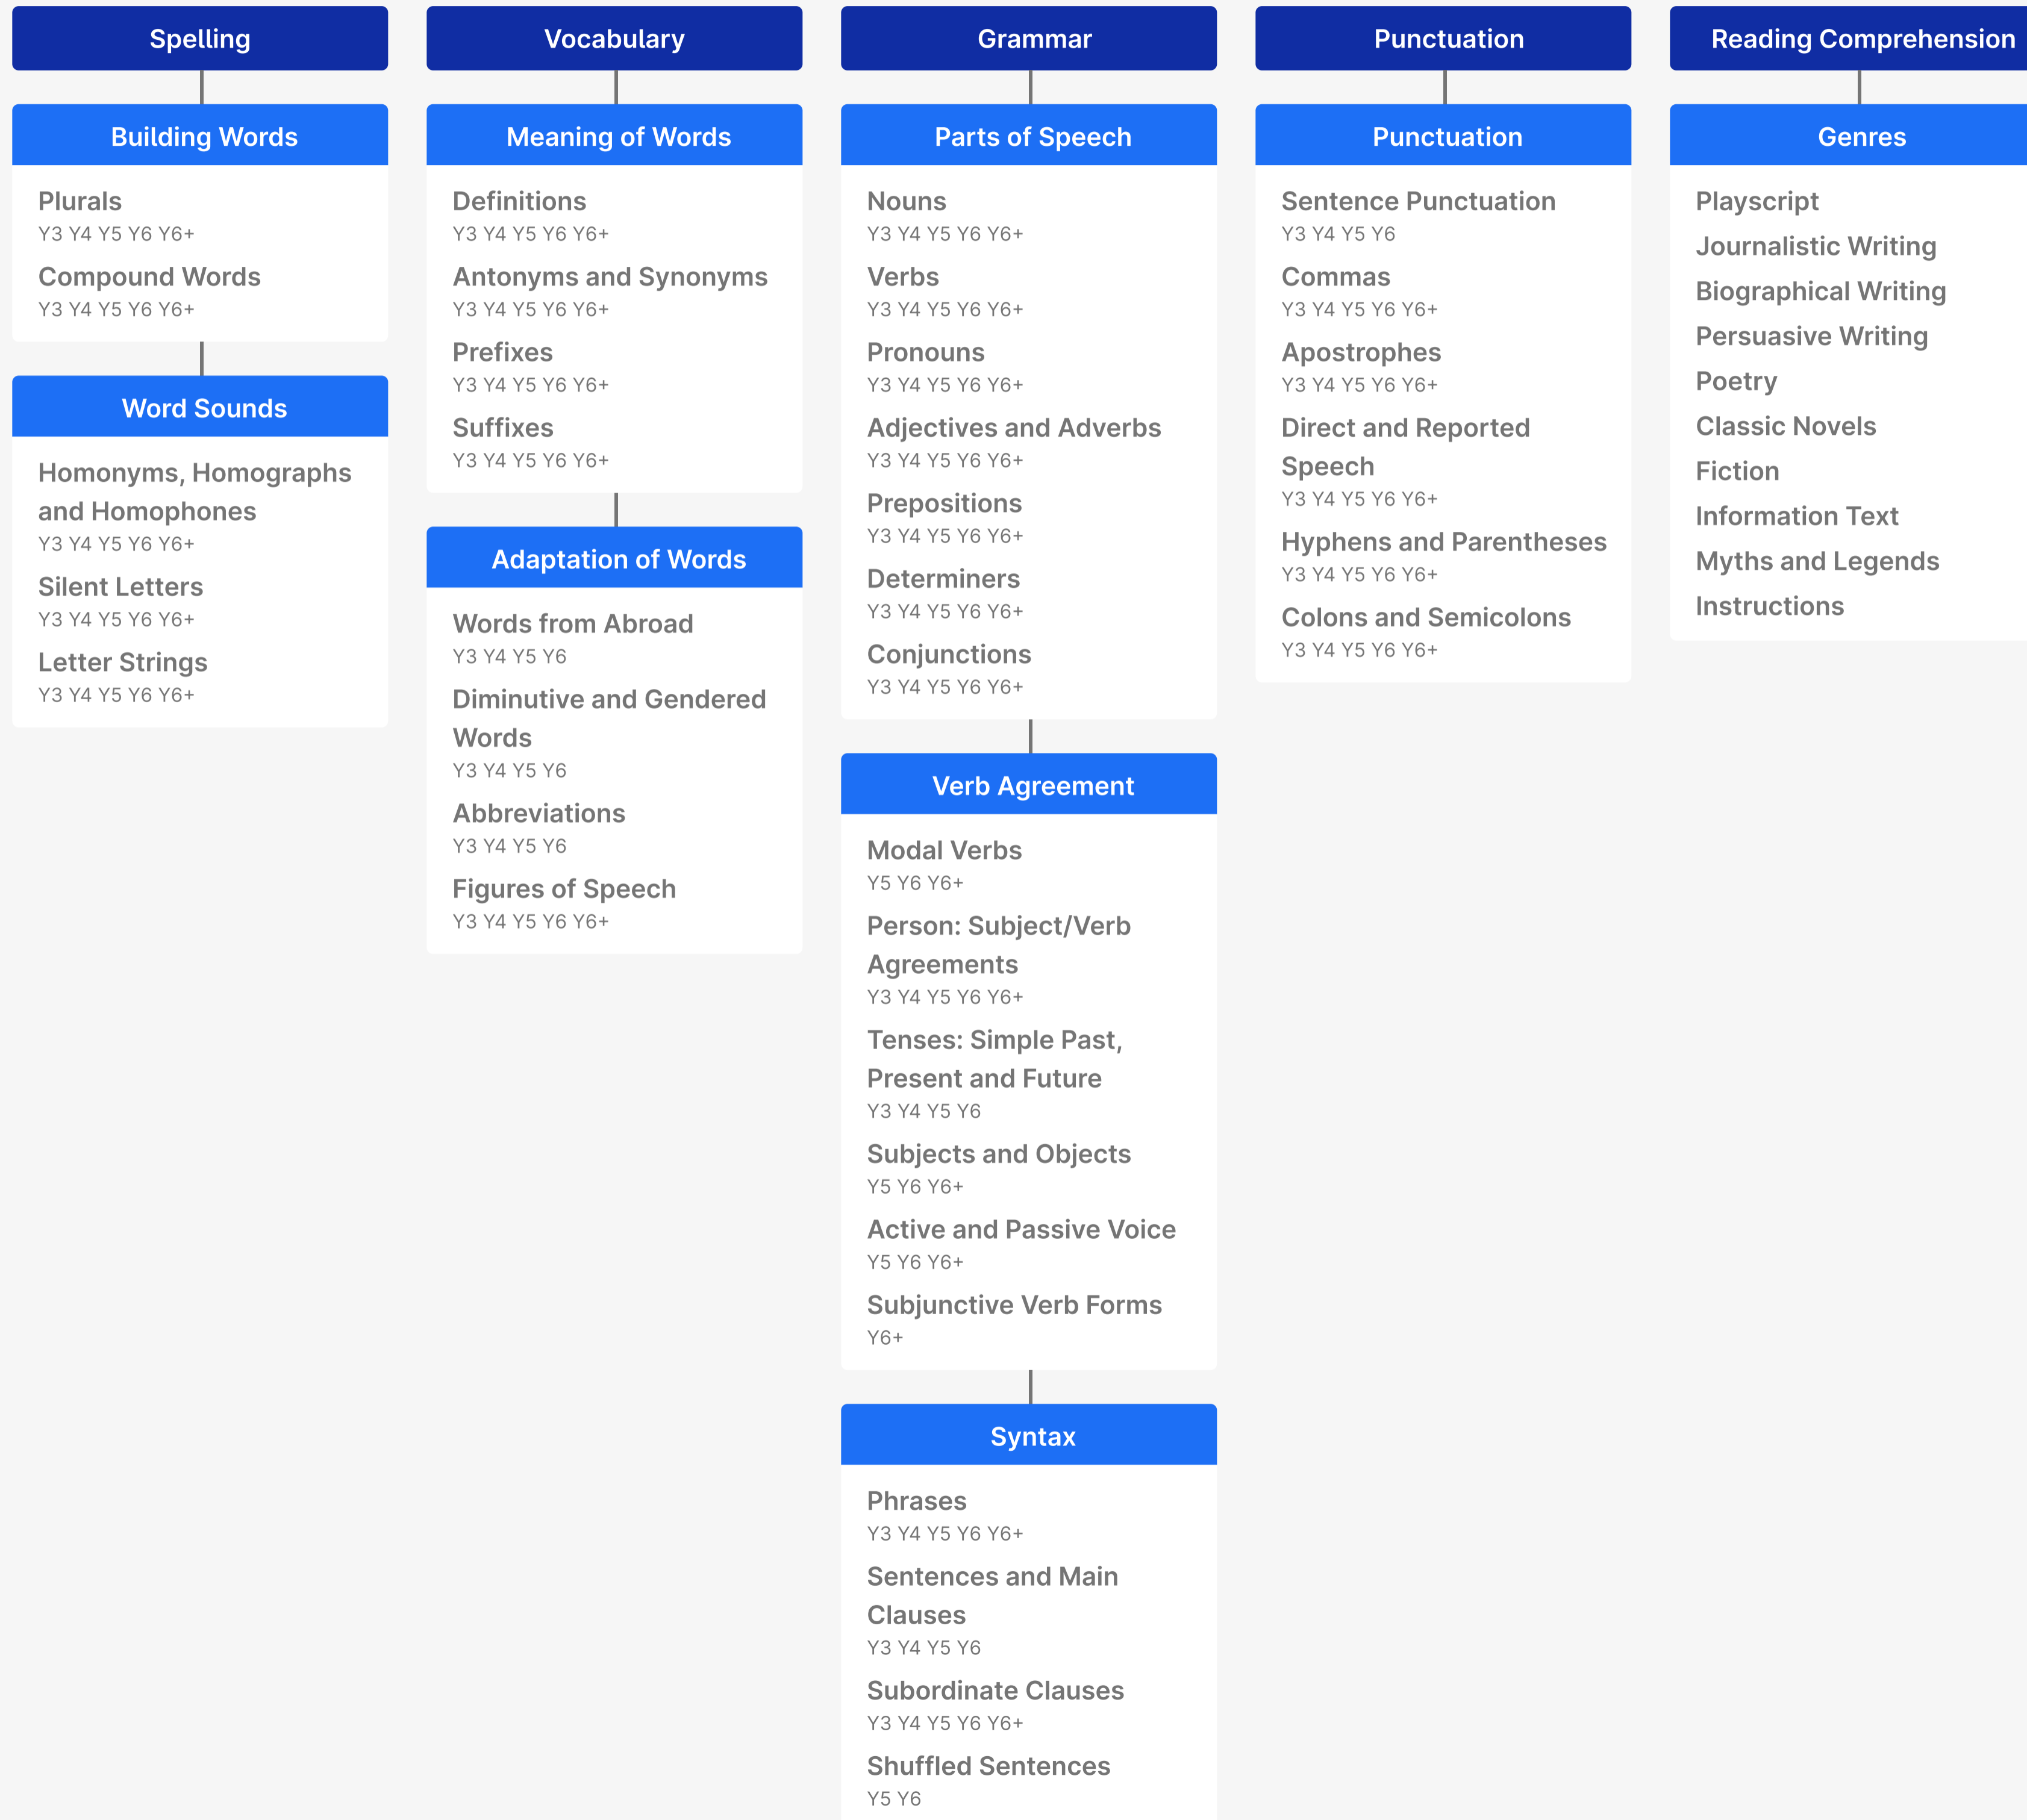 Spelling
Building Words
Plurals
Y3 Y4 Y5 Y6 Y6+
Compound Words
Y3 Y4 Y5 Y6 Y6+
Word Sounds
Homonyms, Homographs
and Homophones
Y3 Y4 Y5 Y6 Y6+
Silent Letters
Y3 Y4 Y5 Y6 Y6+
Letter Strings
Y3 Y4 Y5 Y6 Y6+
Vocabulary
Meaning of Words
Definitions
Y3 Y4 Y5 Y6 Y6+
Antonyms and Synonyms
Y3 Y4 Y5 Y6 Y6+
Prefixes
Y3 Y4 Y5 Y6 Y6+
Suffixes
Y3 Y4 Y5 Y6 Y6+
Adaptation of Words
Words from Abroad
Y3 Y4 Y5 Y6
Diminutive and Gendered
Words
Y3 Y4 Y5 Y6
Abbreviations
Y3 Y4 Y5 Y6
Figures of Speech
Y3 Y4 Y5 Y6 Y6+
Grammar
Parts of Speech
Nouns
Y3 Y4 Y5 Y6 Y6+
Verbs
Y3 Y4 Y5 Y6 Y6+
Pronouns
Y3 Y4 Y5 Y6 Y6+
Adjectives and Adverbs
Y3 Y4 Y5 Y6 Y6+
Prepositions
Y3 Y4 Y5 Y6 Y6+
Determiners
Y3 Y4 Y5 Y6 Y6+
Conjunctions
Y3 Y4 Y5 Y6 Y6+
Verb Agreement
Modal Verbs
Y5 Y6 Y6+
Person: Subject/Verb
Agreements
Y3 Y4 Y5 Y6 Y6+
Tenses: Simple Past,
Present and Future
Y3 Y4 Y5 Y6
Subjects and Objects
Y5 Y6 Y6+
Active and Passive Voice
Y5 Y6 Y6+
Subjunctive Verb Forms
Y6+
Syntax
Phrases
Y3 Y4 Y5 Y6 Y6+
Sentences and Main
Clauses
Y3 Y4 Y5 Y6
Subordinate Clauses
Y3 Y4 Y5 Y6 Y6+
Shuffled Sentences
Y5 Y6
Punctuation
Punctuation
Sentence Punctuation
Y3 Y4 Y5 Y6
Commas
Y3 Y4 Y5 Y6 Y6+
Apostrophes
Y3 Y4 Y5 Y6 Y6+
Direct and Reported
Speech
Y3 Y4 Y5 Y6 Y6+
Hyphens and Parentheses
Y3 Y4 Y5 Y6 Y6+
Colons and Semicolons
Y3 Y4 Y5 Y6 Y6+
Reading Comprehension
Genres
Playscript
Journalistic Writing
Biographical Writing
Persuasive Writing
Poetry
Classic Novels
Fiction
Information Text
Myths and Legends
Instructions